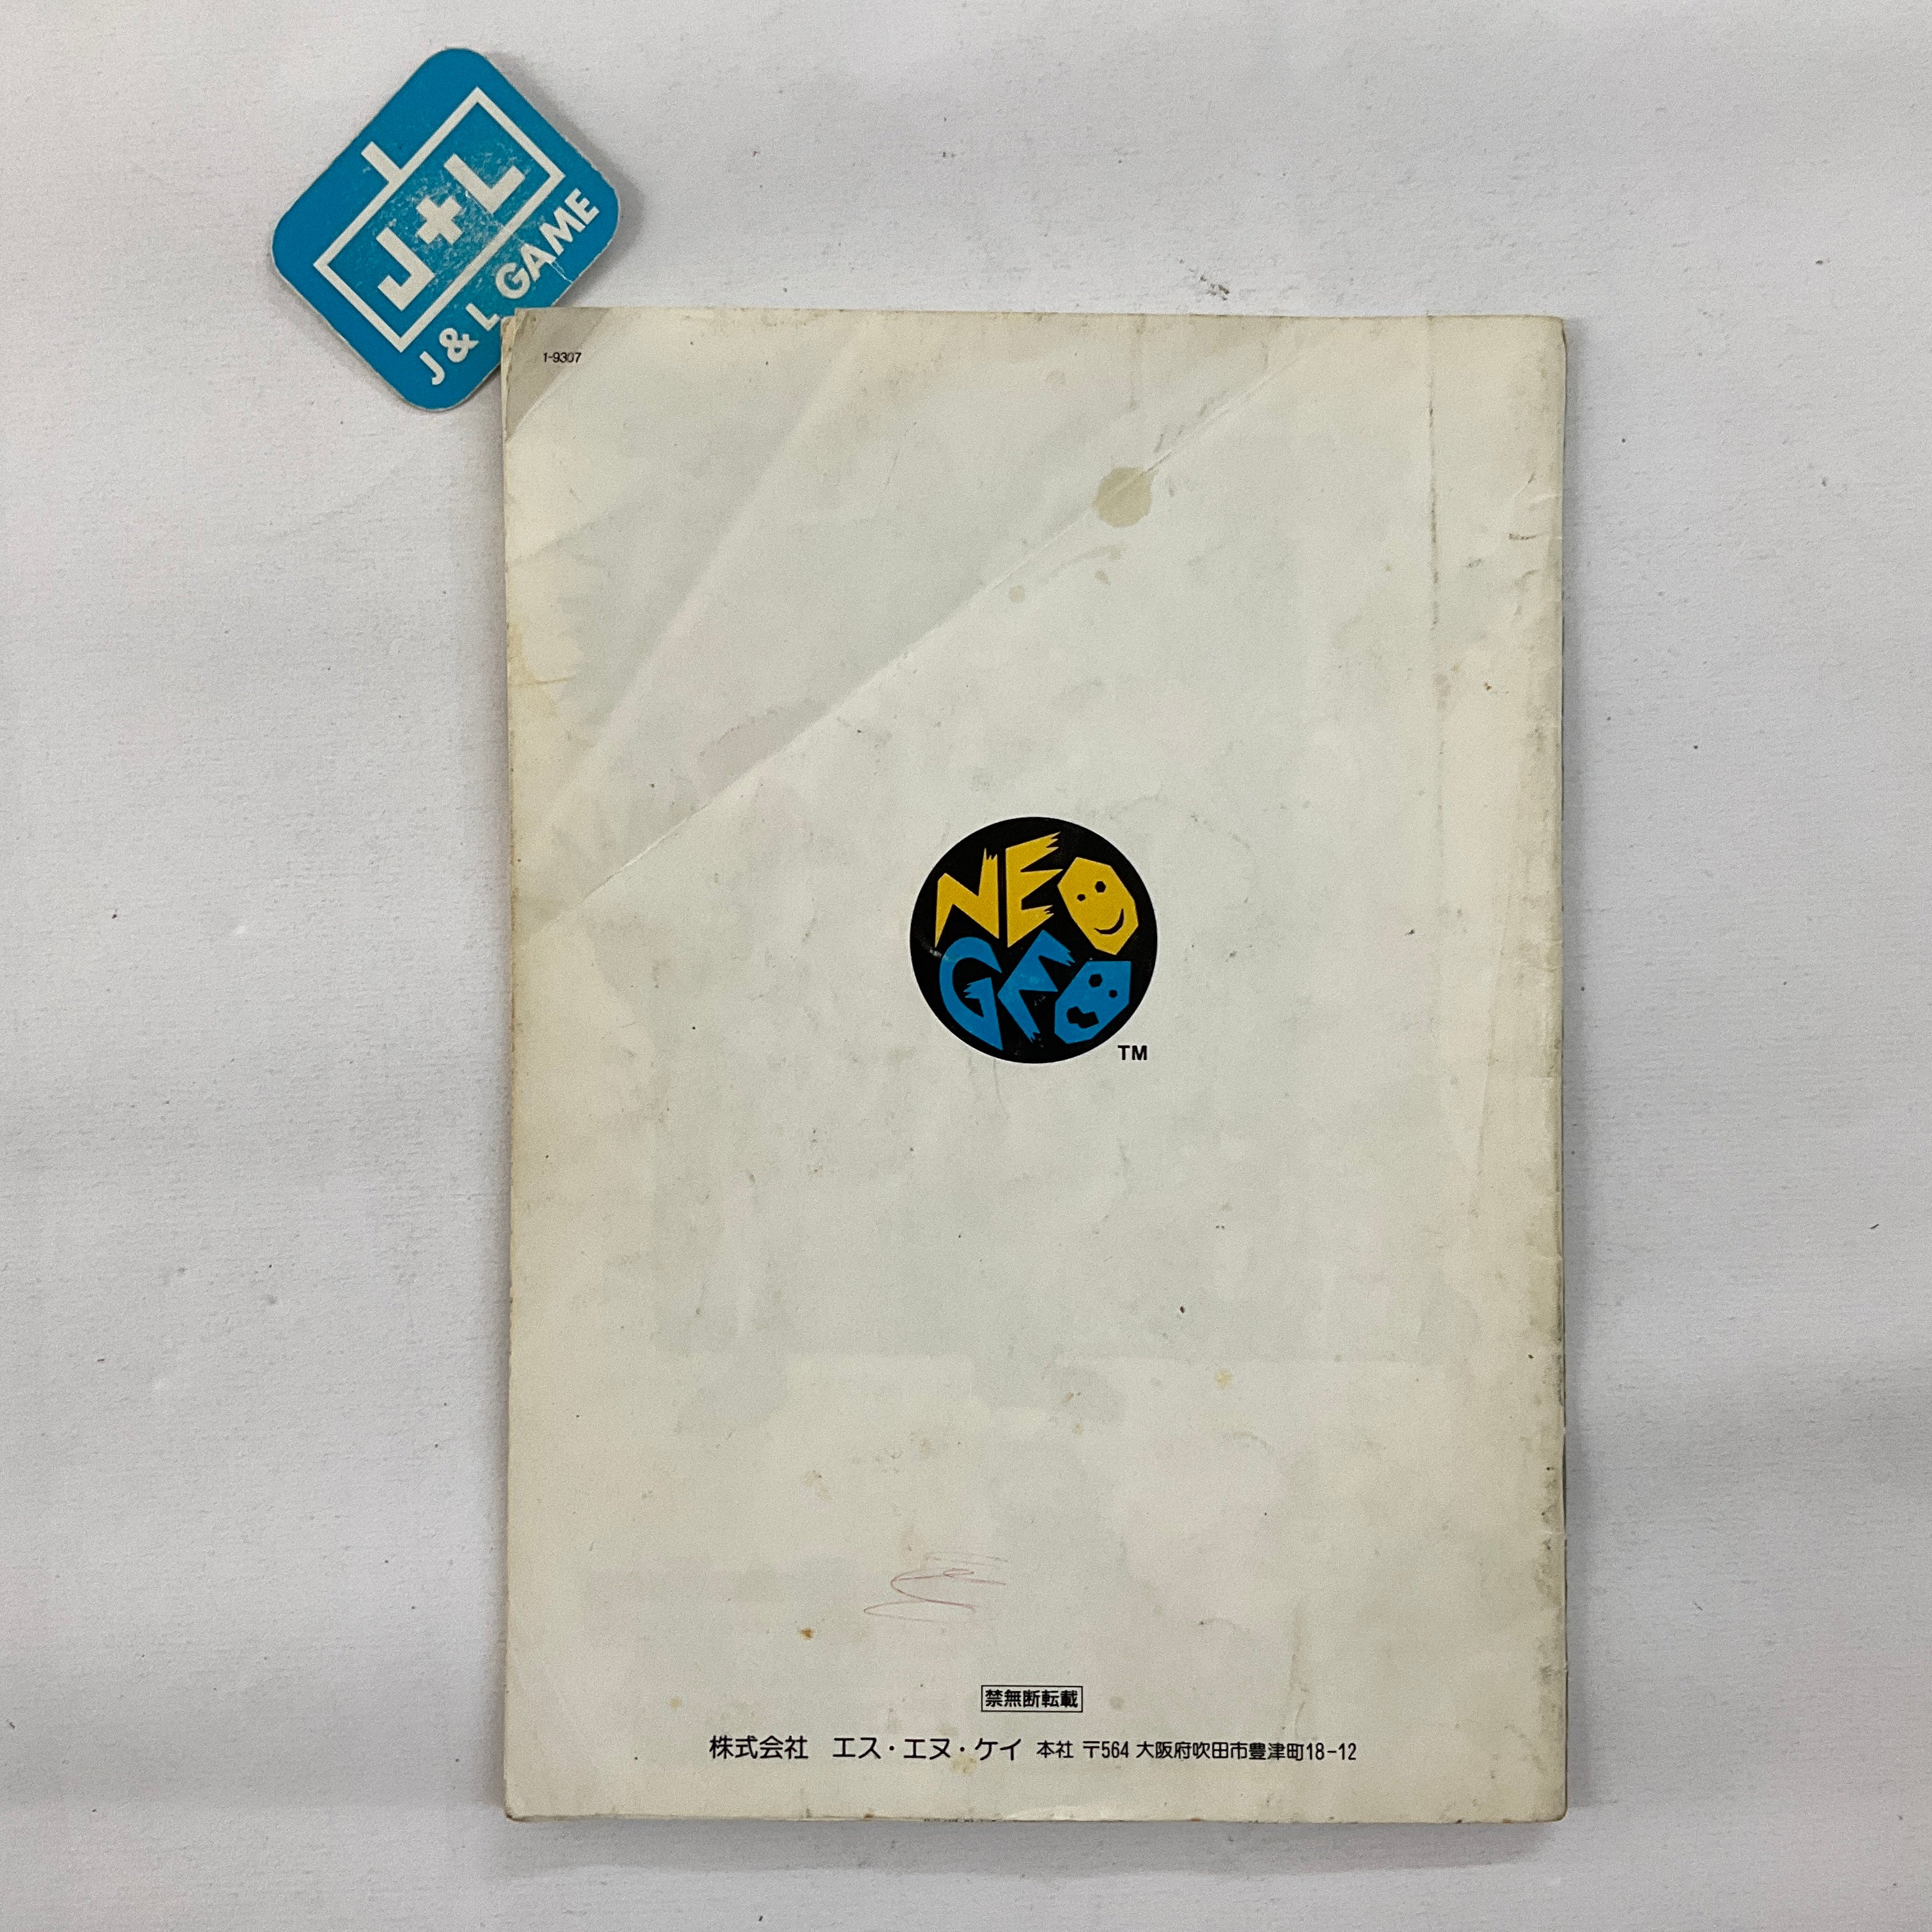 J+L
J & L GAME
1-9307
NEO
GEO
TM
禁無断転載
株式会社 エス・エヌ・ケイ 本社 〒564 大阪府吹田市豊津町18-12